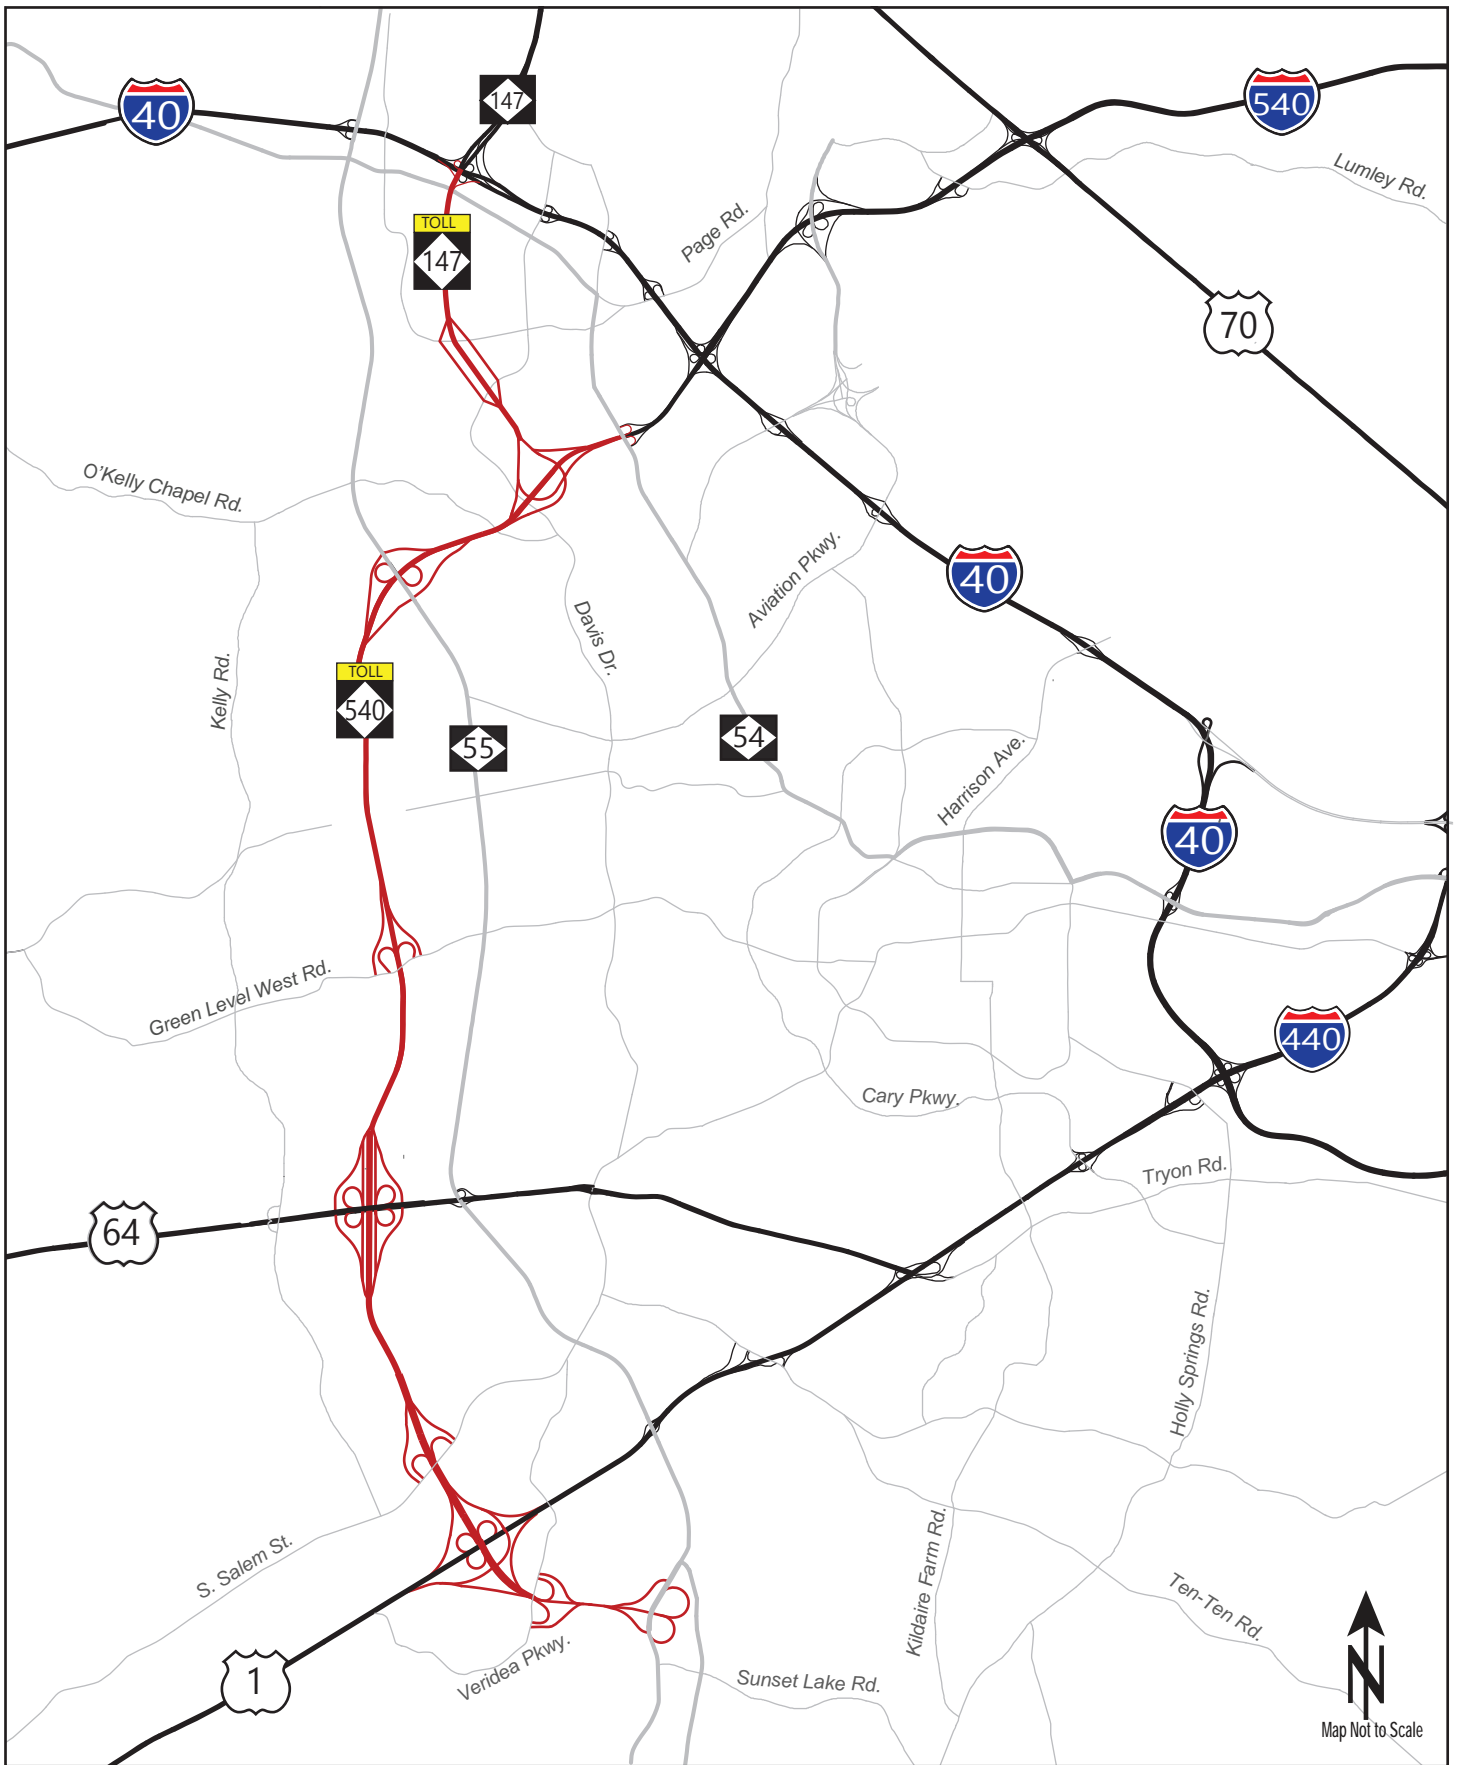 147
40
540
Lumley Rd.
TOLL
147
Page Rd.
70
O'Kelly Chapel Rd.
Aviation Pkwy.
40
Davis Dr.
Kelly Rd.
TOLL
540
55
54
Harrison Ave.
40
Green Level West Rd.
440
Cary Pkwy.
Tryon Rd.
64
Holly Springs Rd.
S. Salem St.
Kildaire Farm Rd.
Ten-Ten Rd.
Veridea Pkwy.
1
Sunset Lake Rd.
N
Map Not to Scale